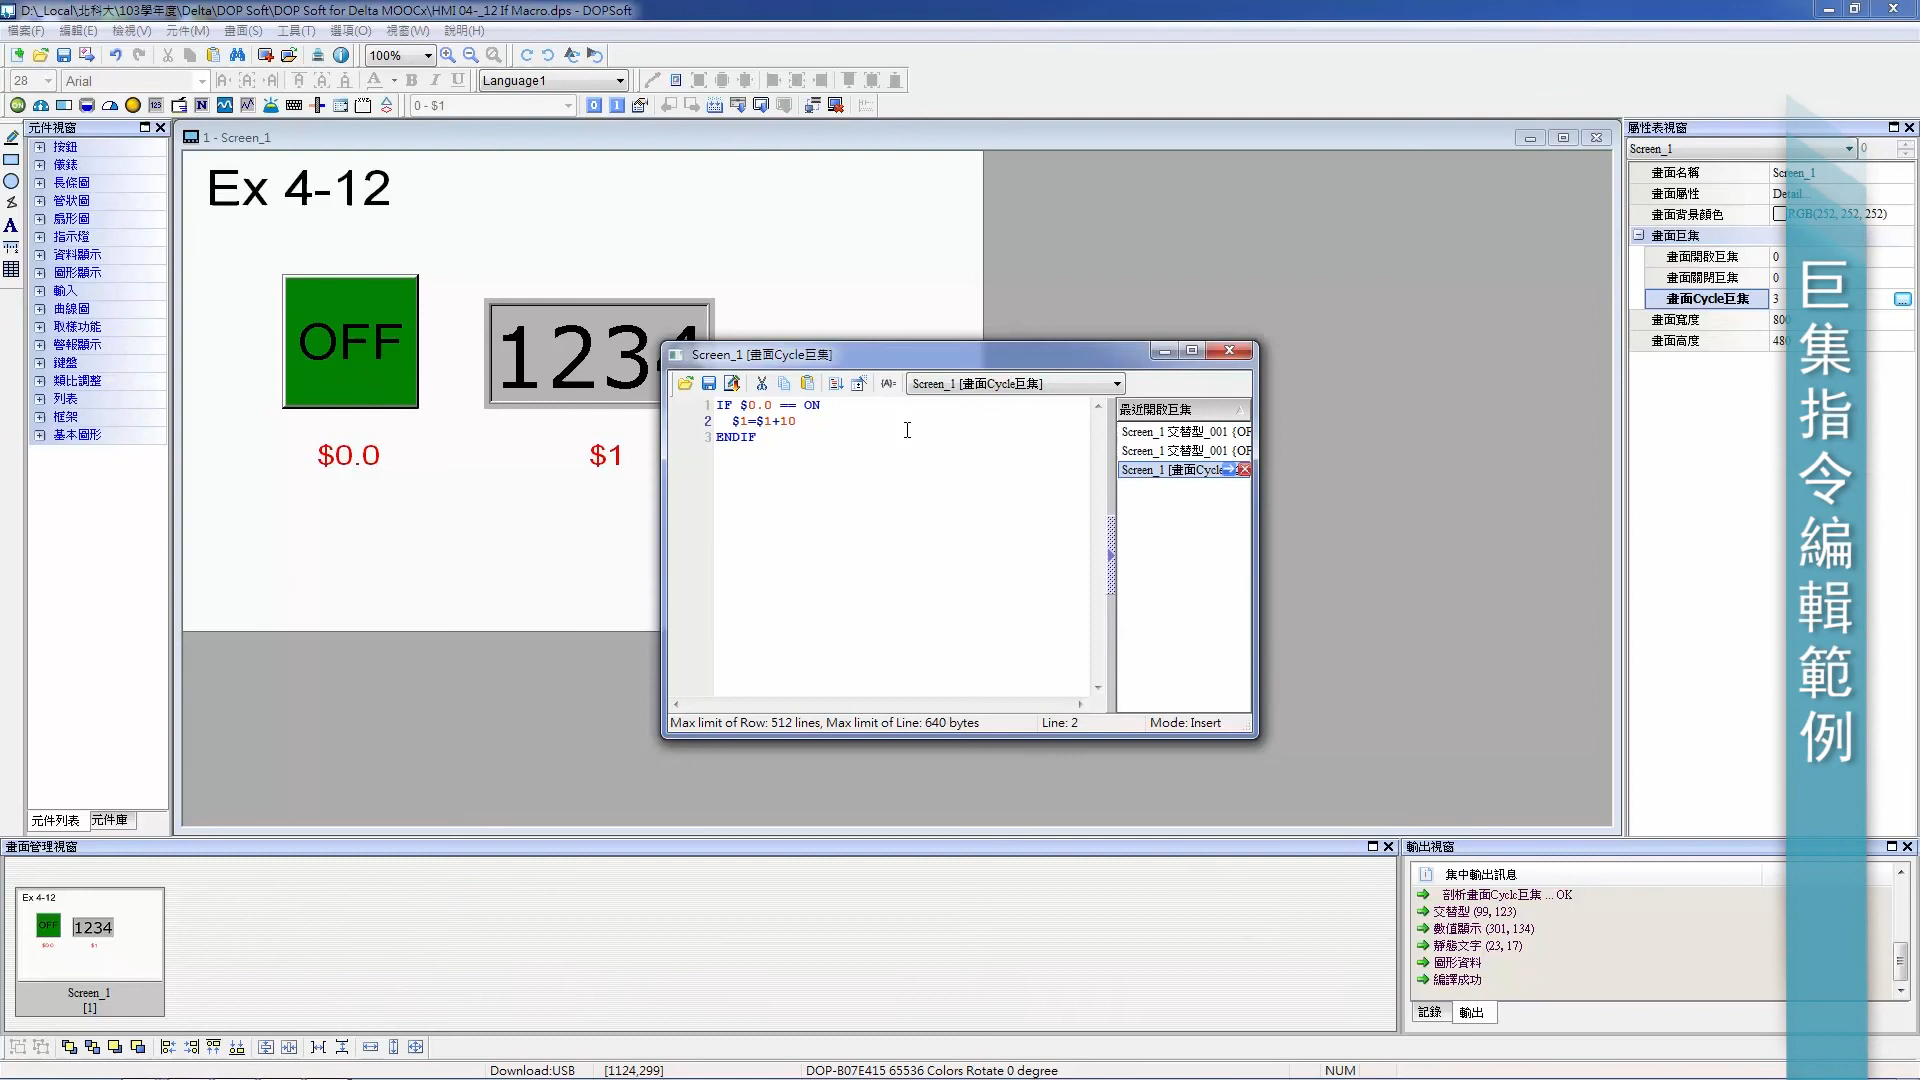 D:\_Local\北科大\103學年度\Delta\DOP Soft\DOP Soft for Delta MOOCx\HMI 04-_12 If Macro.dps - DOPSoft
檔案(F) 編輯(E) 檢視(V) 元件(M) 畫面(S) 工具(T) 選項(O) 視窗(W) 說明(H)
100%
28 Arial Language1
0 - $1
元件視窗
按鈕
儀錶
長條圖
管狀圖
扇形圖
指示燈
資料顯示
圖形顯示
輸入
曲線圖
取樣功能
警報顯示
鍵盤
類比調整
列表
框架
基本圖形
元件列表 元件庫
1 - Screen_1
Ex 4-12
OFF
1234
$0.0
$1
Screen_1 [畫面Cycle巨集]
Screen_1 [畫面Cycle巨集]
1 IF $0.0 == ON
2 $1=$1+10
3 ENDIF
最近開啟巨集
Screen_1 交替型_001 {OF
Screen_1 交替型_001 {OF
Screen_1 [畫面Cycle
Max limit of Row: 512 lines, Max limit of Line: 640 bytes Line: 2 Mode: Insert
屬性表視窗
Screen_1 0
畫面名稱 Screen_1
畫面屬性 Detail...
畫面背景顏色 RGB(252, 252, 252)
畫面巨集
畫面開啟巨集 0
畫面關閉巨集 0
畫面Cycle巨集 3
畫面寬度 800
畫面高度 480
巨集指令編輯範例
畫面管理視窗
Ex 4-12
OFF
1234
$0.0
$1
Screen_1
[1]
輸出視窗
集中輸出訊息
剖析畫面Cycle巨集 ... OK
交替型 (99, 123)
數值顯示 (301, 134)
靜態文字 (23, 17)
圖形資料
編譯成功
記錄 輸出
Download:USB [1124,299] DOP-B07E415 65536 Colors Rotate 0 degree NUM